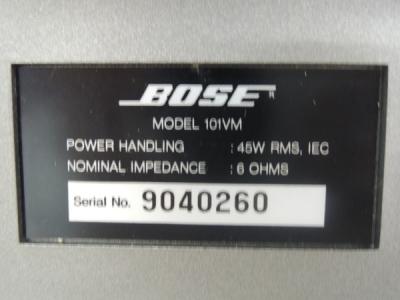 BOSE R
MODEL 101VM
POWER HANDLING : 45W RMS, IEC
NOMINAL IMPEDANCE : 6 OHMS
Serial No. 9040260